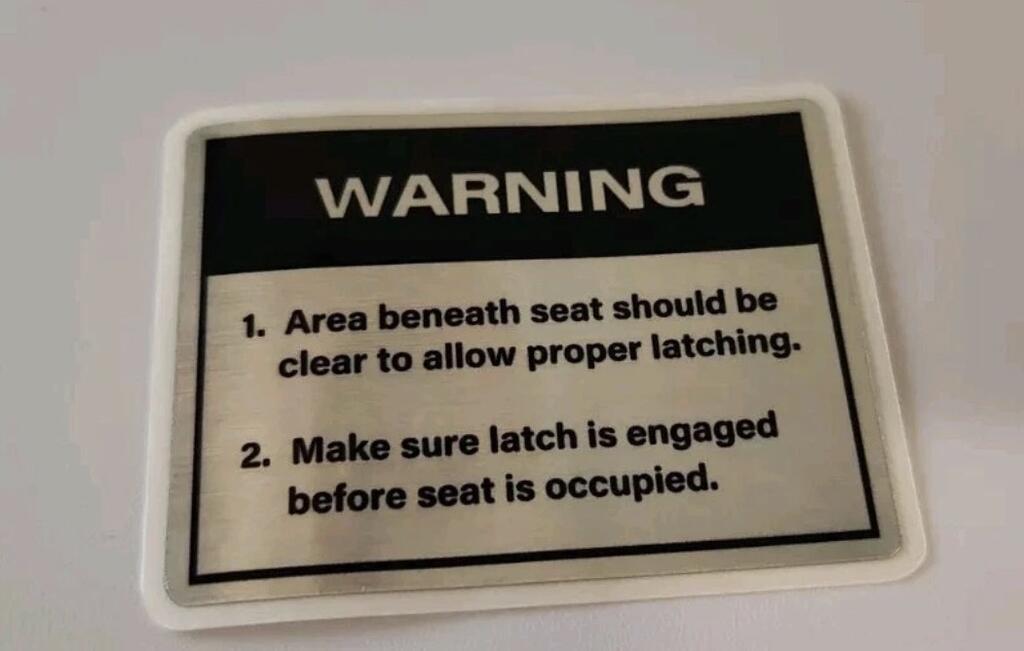 WARNING
1. Area beneath seat should be
clear to allow proper latching.
2. Make sure latch is engaged
before seat is occupied.